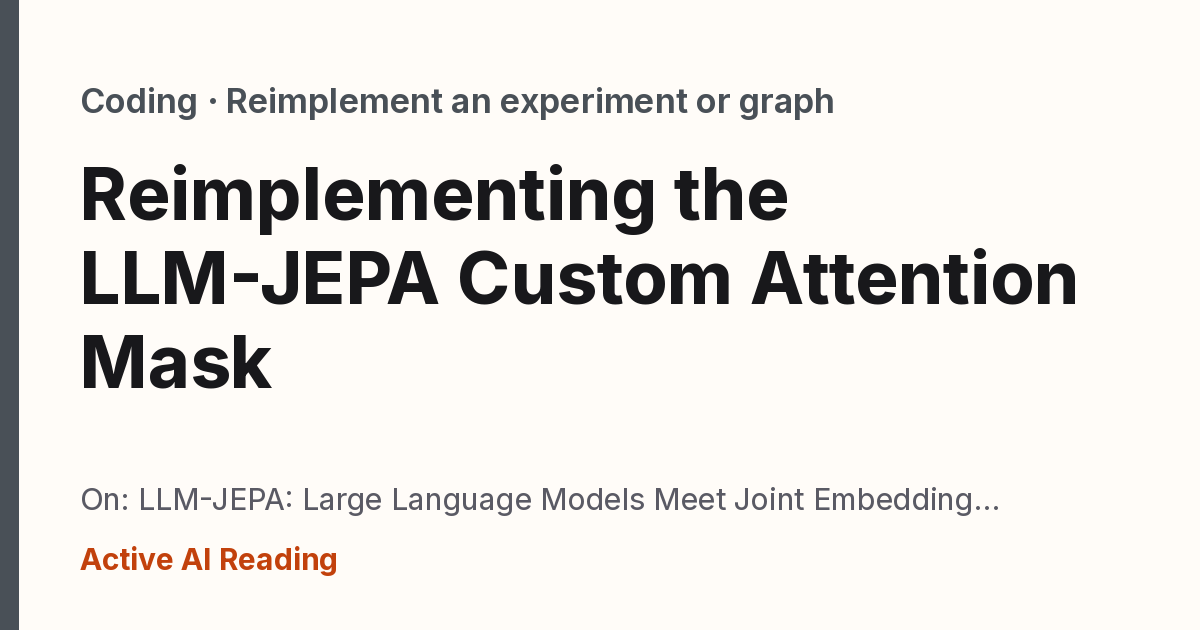 Coding · Reimplement an experiment or graph
Reimplementing the
LLM-JEPA Custom Attention
Mask
On: LLM-JEPA: Large Language Models Meet Joint Embedding...
Active AI Reading